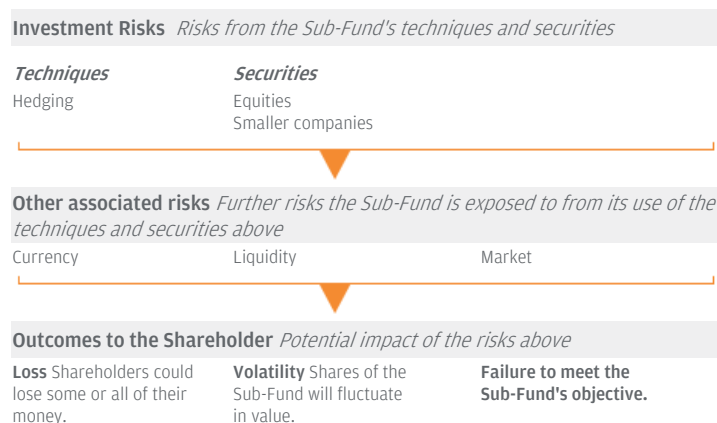 Investment Risks Risks from the Sub-Fund's techniques and securities
Techniques
Hedging
Securities
Equities
Smaller companies
Other associated risks Further risks the Sub-Fund is exposed to from its use of the
techniques and securities above
Currency
Liquidity
Market
Outcomes to the Shareholder Potential impact of the risks above
Loss Shareholders could
lose some or all of their
money.
Volatility Shares of the
Sub-Fund will fluctuate
in value.
Failure to meet the
Sub-Fund's objective.